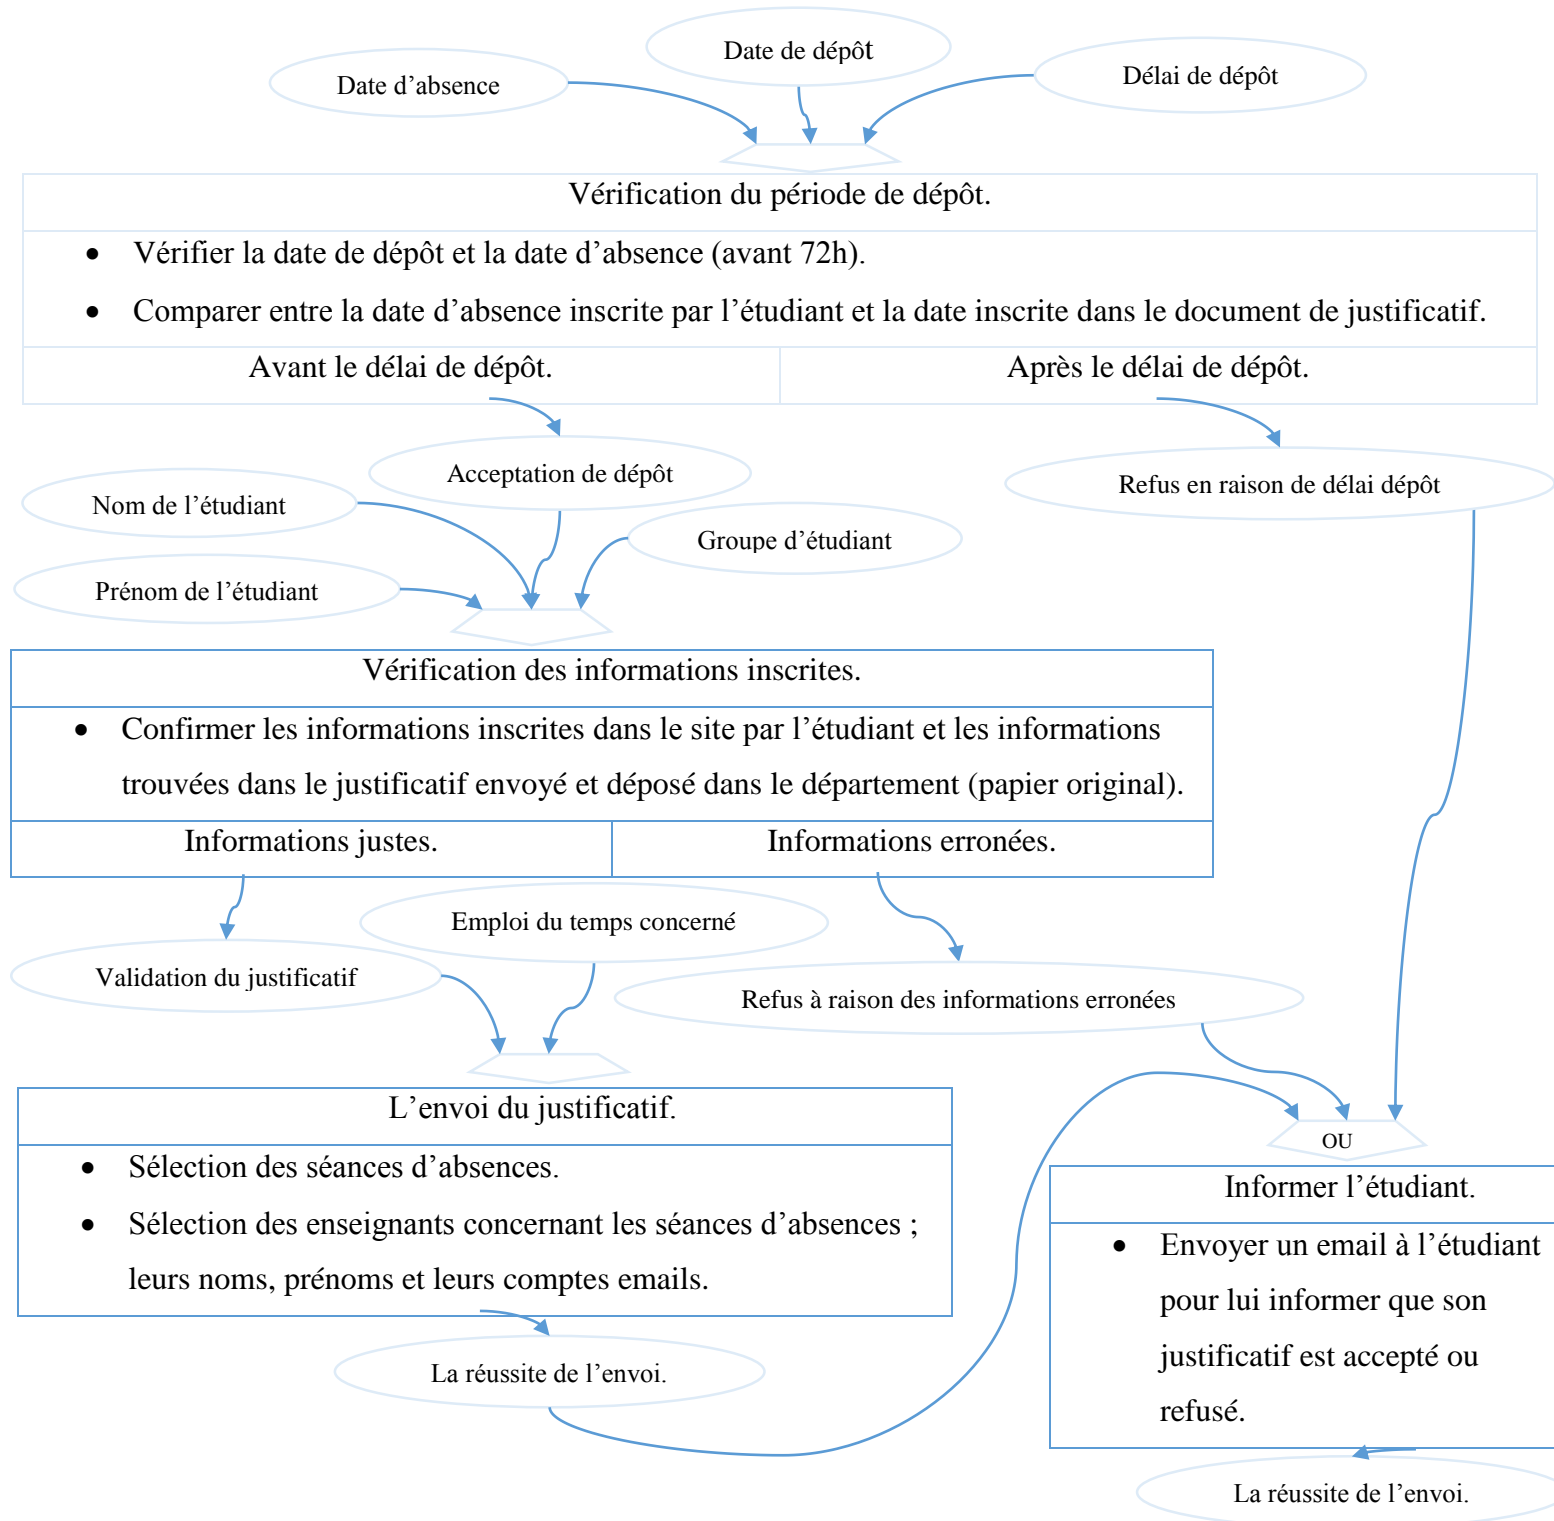 Date d’absence
Date de dépôt
Délai de dépôt
Vérification du période de dépôt.
• Vérifier la date de dépôt et la date d’absence (avant 72h).
• Comparer entre la date d’absence inscrite par l’étudiant et la date inscrite dans le document de justificatif.
Avant le délai de dépôt.
Après le délai de dépôt.
Acceptation de dépôt
Refus en raison de délai dépôt
Nom de l’étudiant
Groupe d’étudiant
Prénom de l’étudiant
Vérification des informations inscrites.
• Confirmer les informations inscrites dans le site par l’étudiant et les informations
trouvées dans le justificatif envoyé et déposé dans le département (papier original).
Informations justes.
Informations erronées.
Emploi du temps concerné
Validation du justificatif
Refus à raison des informations erronées
L’envoi du justificatif.
• Sélection des séances d’absences.
• Sélection des enseignants concernant les séances d’absences ;
leurs noms, prénoms et leurs comptes emails.
La réussite de l’envoi.
OU
Informer l’étudiant.
• Envoyer un email à l’étudiant
pour lui informer que son
justificatif est accepté ou
refusé.
La réussite de l’envoi.